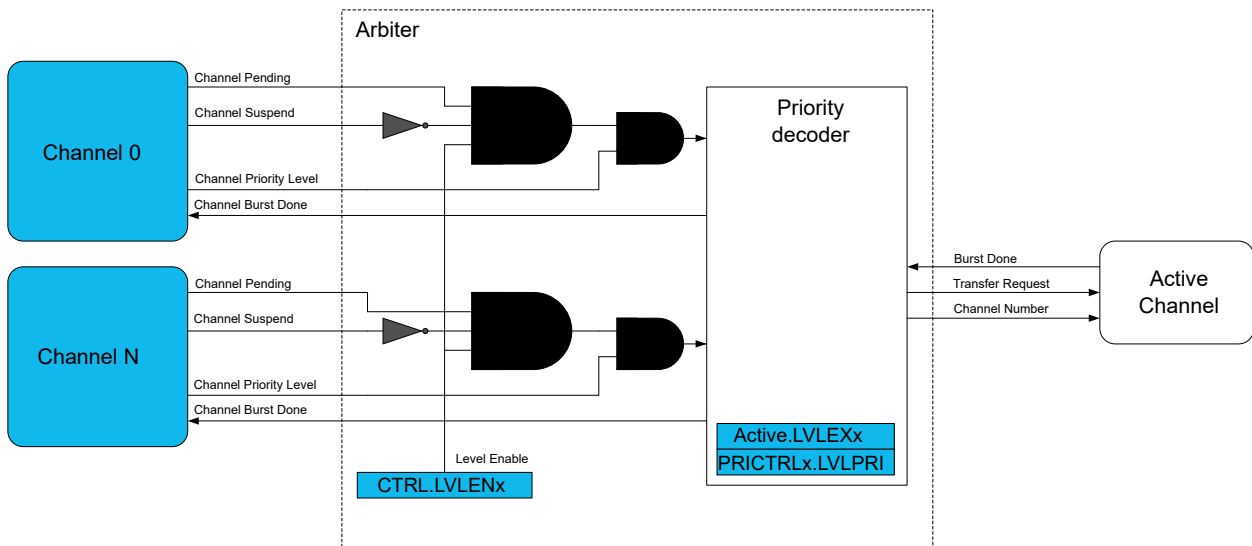 Arbiter
Channel Pending
Channel Suspend
Channel 0
Channel Priority Level
Channel Burst Done
Priority
decoder
Channel Pending
Channel Suspend
Channel N
Channel Priority Level
Channel Burst Done
Burst Done
Transfer Request
Channel Number
Active
Channel
Level Enable
CTRL.LVLENx
Active.LVLEXx
PRICTRLx.LVLPRI